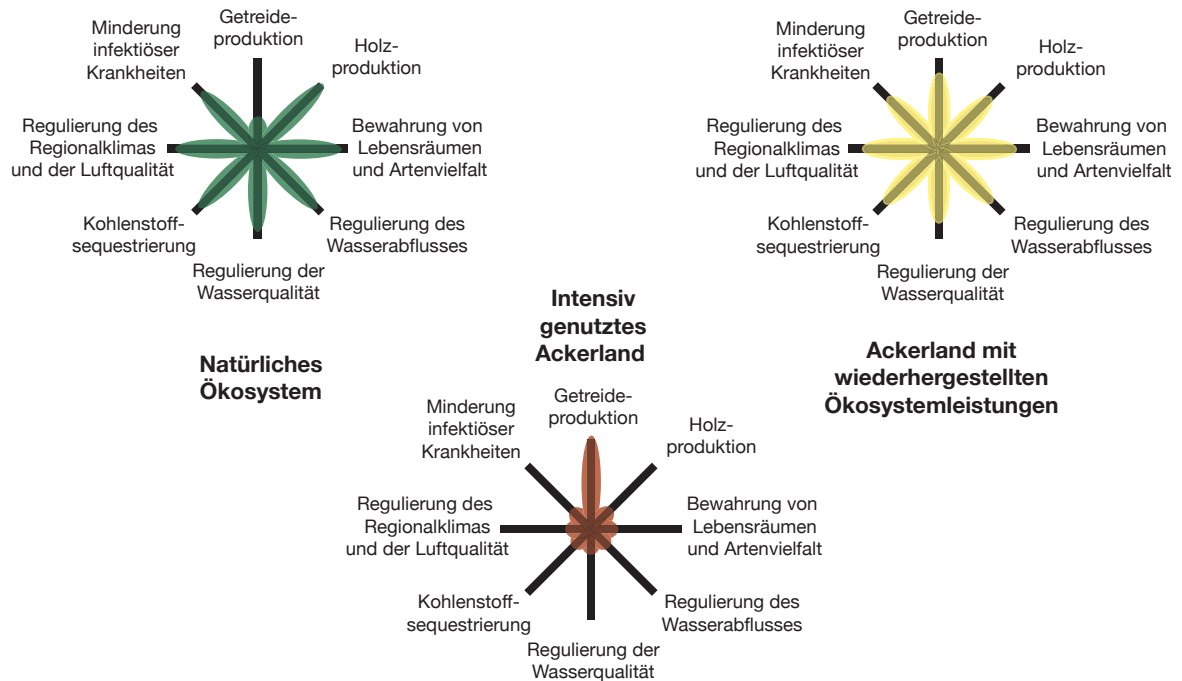 Getreide-
produktion
Minderung
infektiöser
Krankheiten
Holz-
produktion
Regulierung des
Regionalklimas
und der Luftqualität
Bewahrung von
Lebensräumen
und Artenvielfalt
Kohlenstoff-
sequestrierung
Regulierung des
Wasserabflusses
Regulierung der
Wasserqualität
Natürliches
Ökosystem
Getreide-
produktion
Minderung
infektiöser
Krankheiten
Holz-
produktion
Regulierung des
Regionalklimas
und der Luftqualität
Bewahrung von
Lebensräumen
und Artenvielfalt
Kohlenstoff-
sequestrierung
Regulierung des
Wasserabflusses
Regulierung der
Wasserqualität
Ackerland mit
wiederhergestellten
Ökosystemleistungen
Intensiv
genutztes
Ackerland
Getreide-
produktion
Minderung
infektiöser
Krankheiten
Holz-
produktion
Regulierung des
Regionalklimas
und der Luftqualität
Bewahrung von
Lebensräumen
und Artenvielfalt
Kohlenstoff-
sequestrierung
Regulierung des
Wasserabflusses
Regulierung der
Wasserqualität